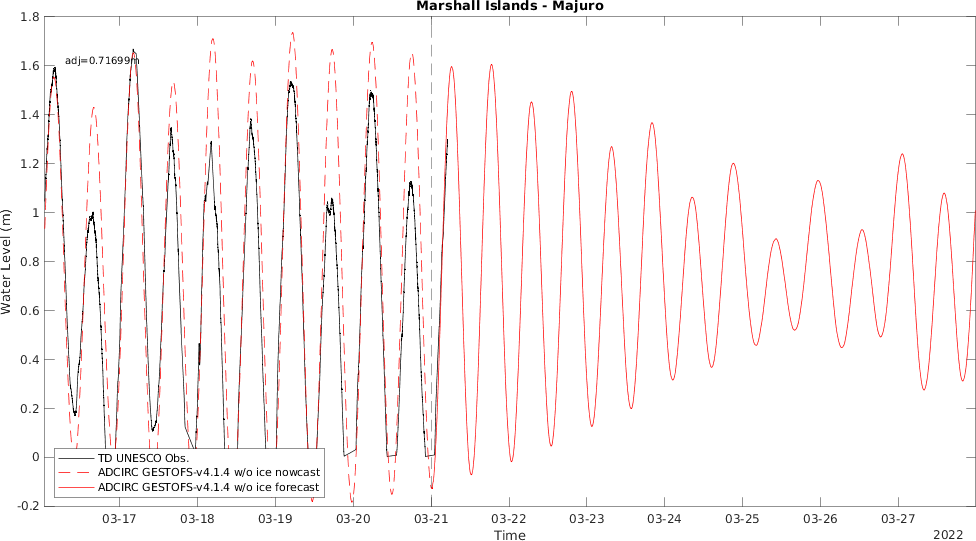 Marshall Islands - Majuro
adj=0.71699m
Water Level (m)
1.8
1.6
1.4
1.2
1
0.8
0.6
0.4
0.2
0
-0.2
TD UNESCO Obs.
ADCIRC GESTOFS-v4.1.4 w/o ice nowcast
ADCIRC GESTOFS-v4.1.4 w/o ice forecast
03-17 03-18 03-19 03-20 03-21 03-22 03-23 03-24 03-25 03-26 03-27
Time
2022